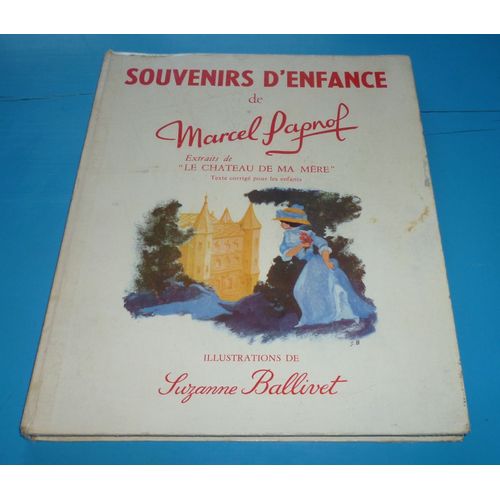 SOUVENIRS D'ENFANCE
de
Marcel Pagnol
Extraits de
"LE CHATEAU DE MA MÈRE"
Texte corrigé pour les enfants
S B
ILLUSTRATIONS DE
Suzanne Ballivet